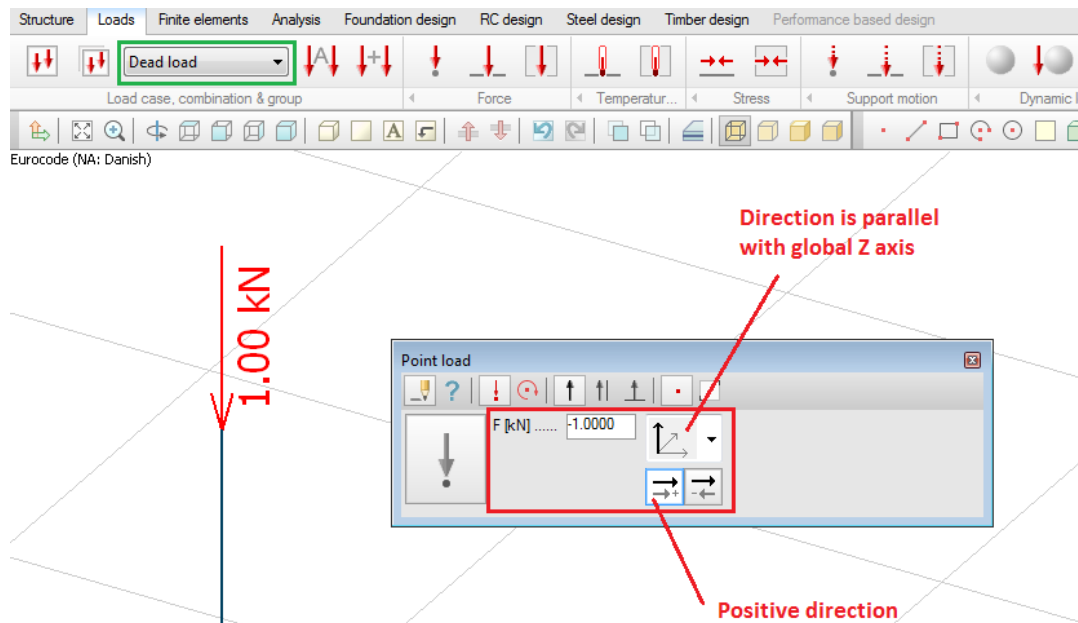 Structure Loads Finite elements Analysis Foundation design RC design Steel design Timber design Performance based design
Dead load
A
Load case, combination & group Force Temperatur... Stress Support motion Dynamic l
A
Eurocode (NA: Danish)
Direction is parallel
with global Z axis
1.00 kN
Point load
?
F [kN] ...... -1.0000
Positive direction